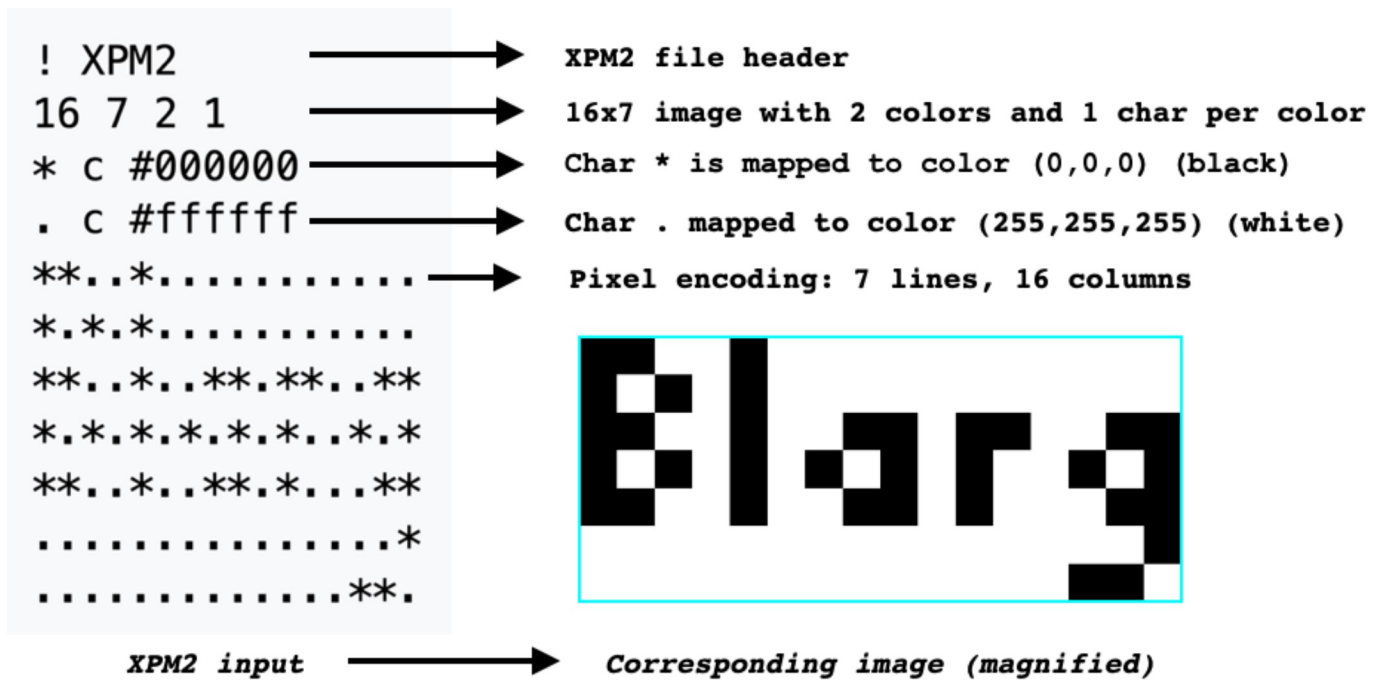 ! XPM2
16 7 2 1
* c #000000
. c #ffffff
**..*...........
*.*.*...........
**..*..**.**..**
*.*.*.*.*.*..*.*
**..*..**.*...**
...............*
.............**.
XPM2 input
XPM2 file header
16x7 image with 2 colors and 1 char per color
Char * is mapped to color (0,0,0) (black)
Char . mapped to color (255,255,255) (white)
Pixel encoding: 7 lines, 16 columns
Blarg
Corresponding image (magnified)